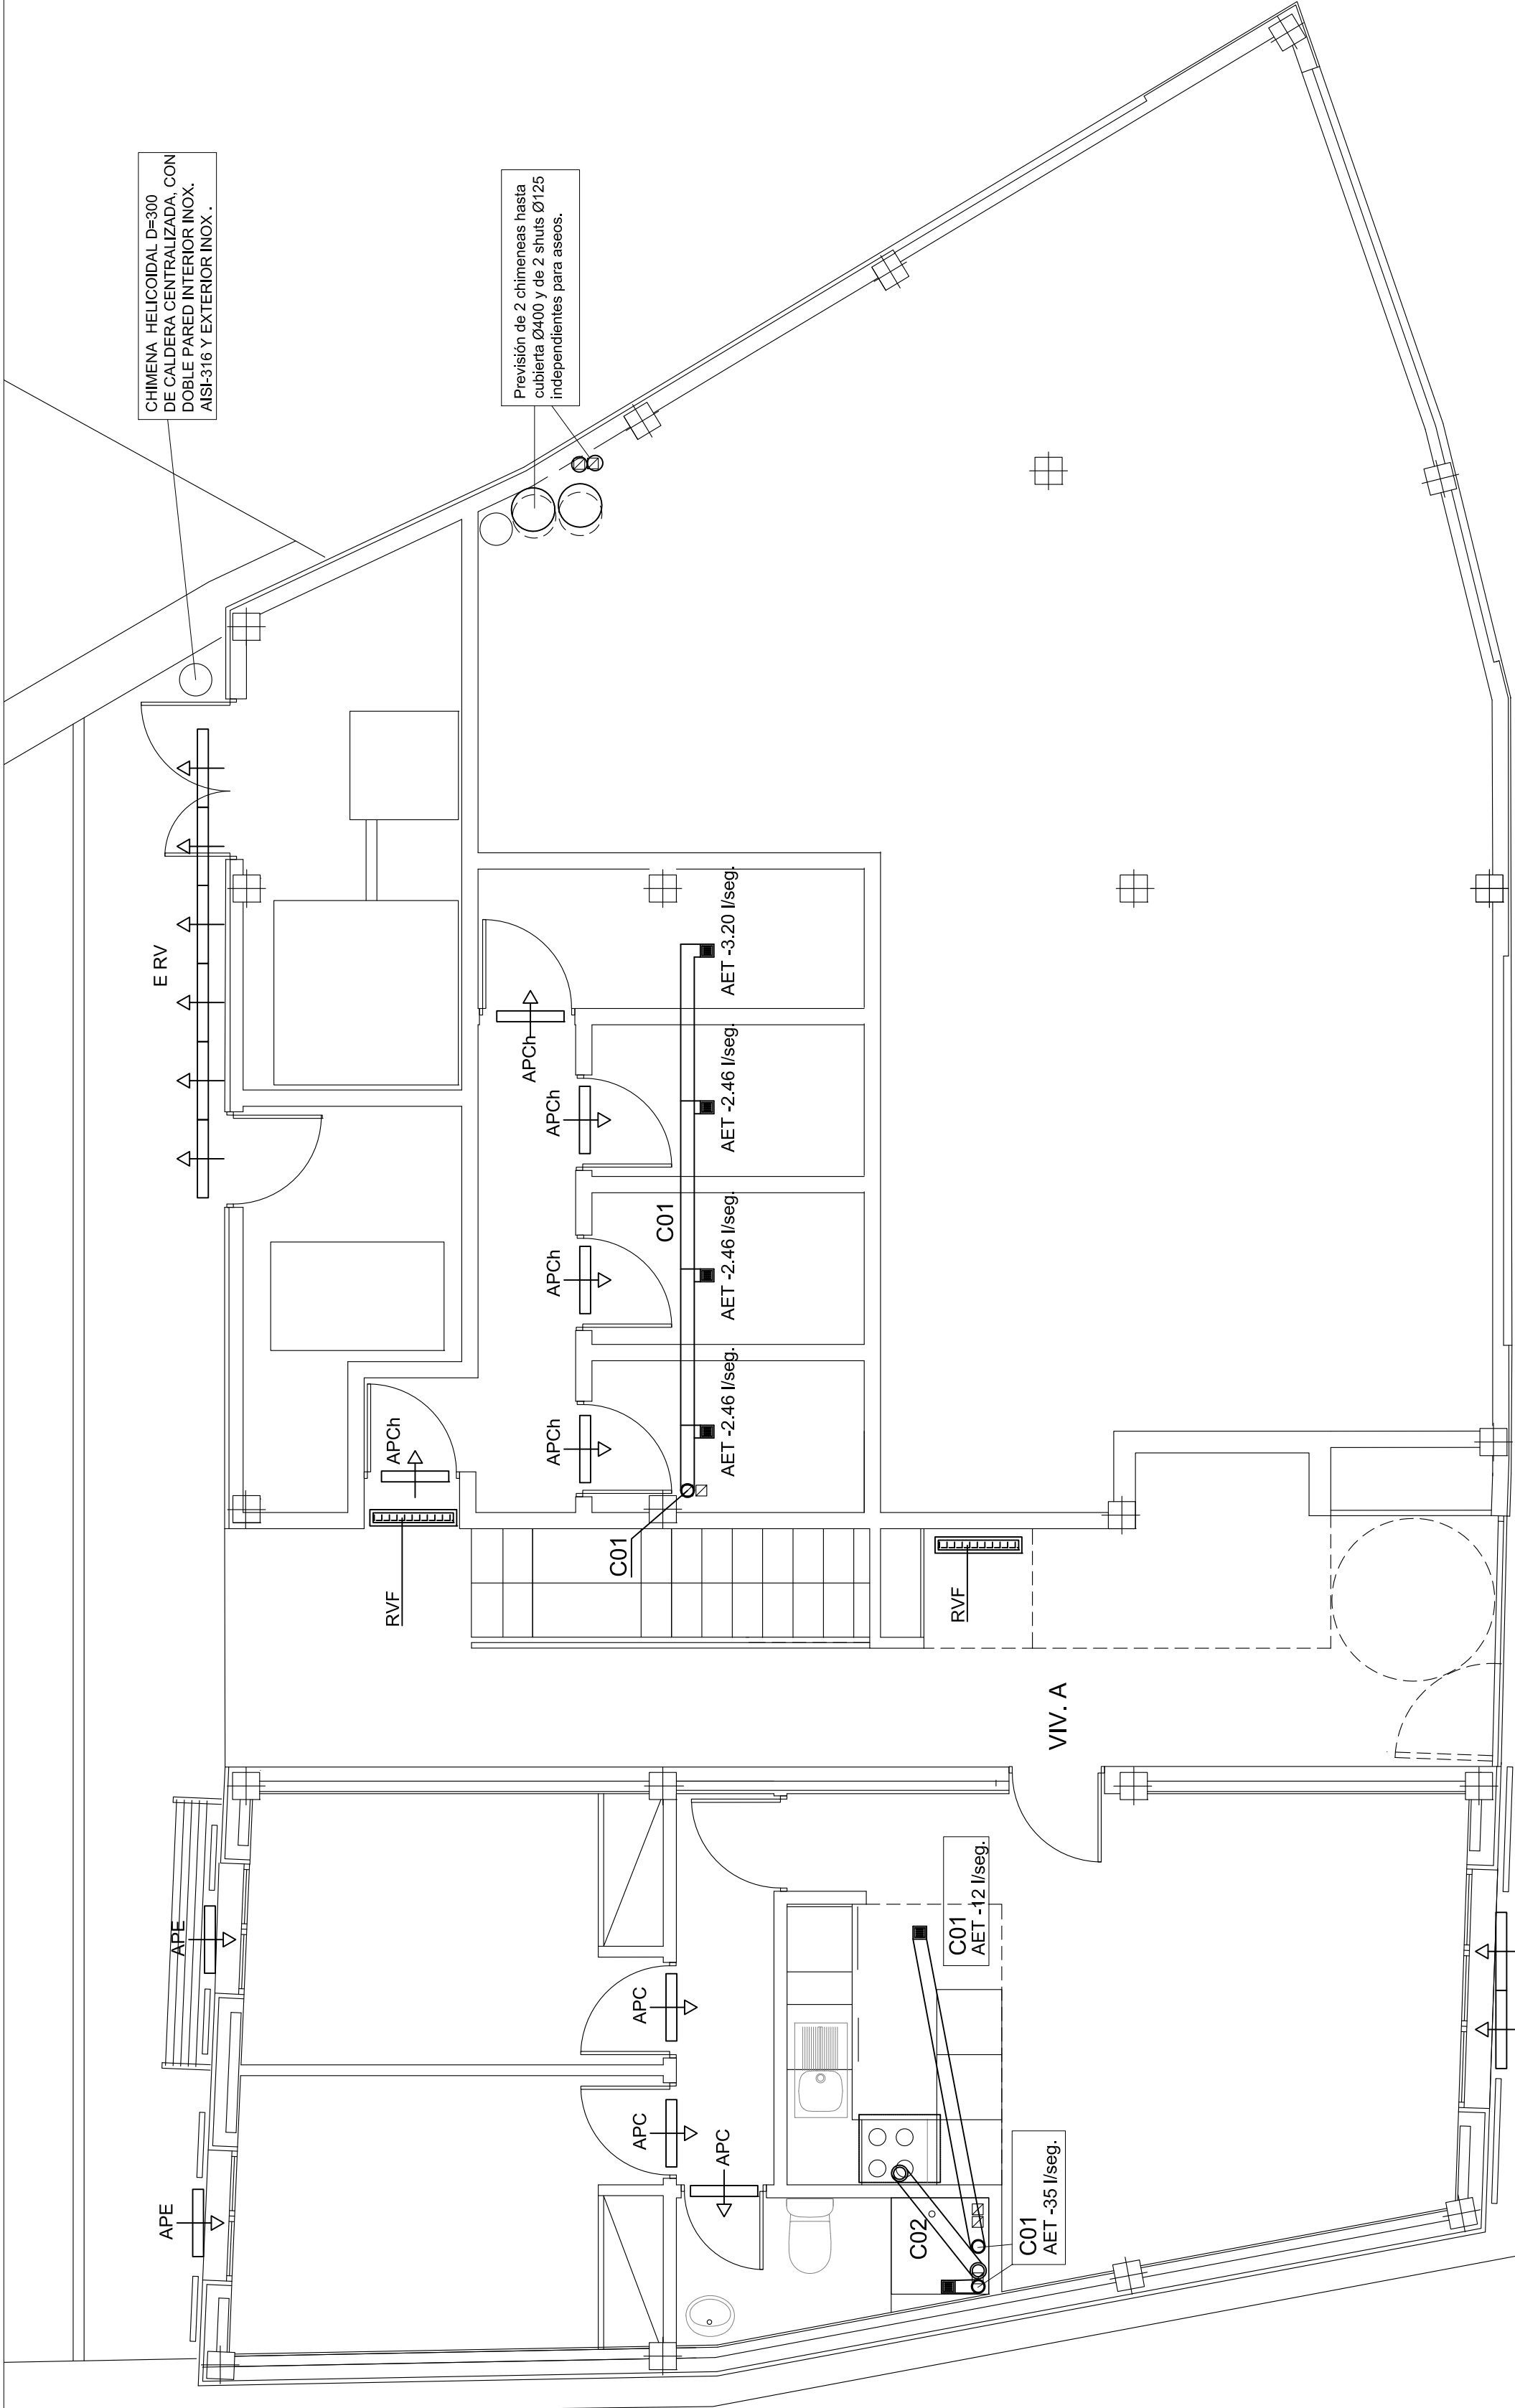 CHIMENA HELICOIDAL D=300
DE CALDERA CENTRALIZADA, CON
DOBLE PARED INTERIOR INOX.
AISI-316 Y EXTERIOR INOX .
Previsión de 2 chimeneas hasta
cubierta Ø400 y de 2 shuts Ø125
independientes para aseos.
E RV
AET -3.20 l/seg.
APCh
APCh
AET -2.46 l/seg.
APCh
C01
AET -2.46 l/seg.
APCh
APCh
AET -2.46 l/seg.
C01
RVF
RVF
VIV. A
APE
APC
C01
AET -12 l/seg.
APC
APC
APE
C02
C01
AET -35 l/seg.